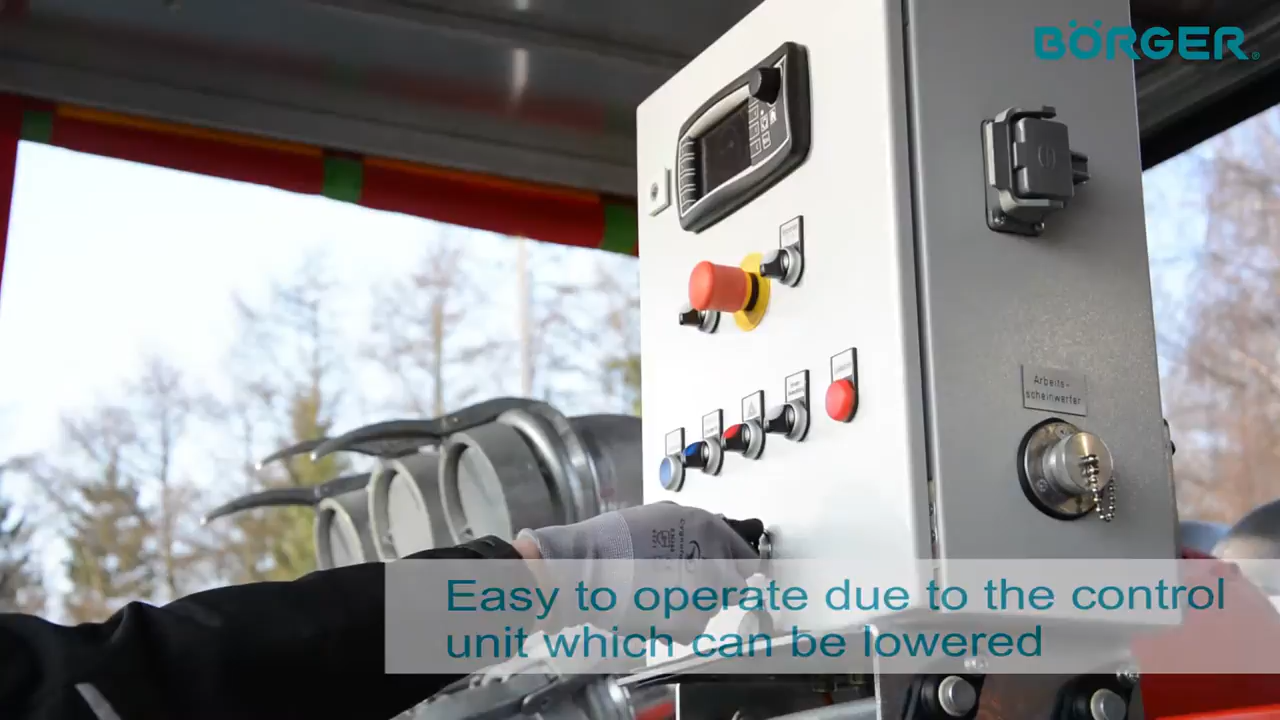 BÖRGER
Arbeits-
scheinwerfer
Easy to operate due to the control
unit which can be lowered